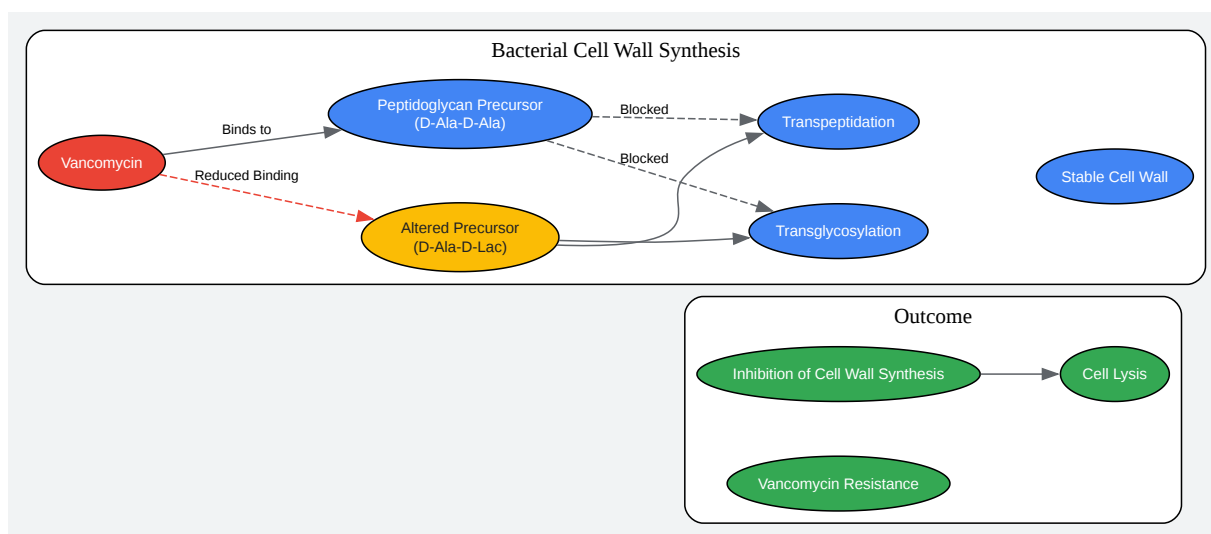 Bacterial Cell Wall Synthesis
Peptidoglycan Precursor
(D-Ala-D-Ala)
Blocked
Transpeptidation
Binds to
Vancomycin
Blocked
Stable Cell Wall
Reduced Binding
Altered Precursor
(D-Ala-D-Lac)
Transglycosylation
Outcome
Inhibition of Cell Wall Synthesis
Cell Lysis
Vancomycin Resistance